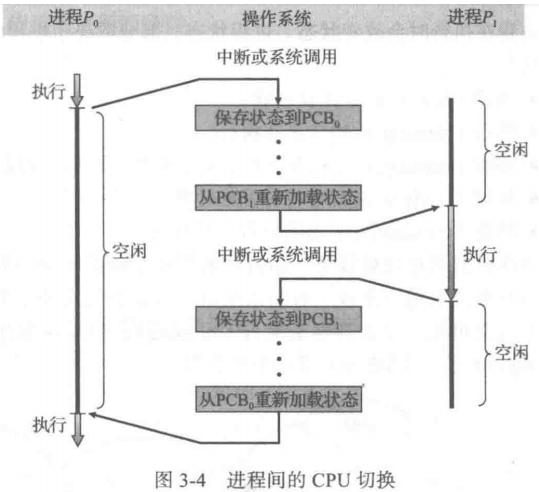 进程P₀ 操作系统 进程P₁
中断或系统调用
执行
保存状态到PCB₀
空闲
从PCB₁重新加载状态
空闲
中断或系统调用
执行
保存状态到PCB₁
空闲
从PCB₀重新加载状态
执行
图 3-4 进程间的 CPU 切换